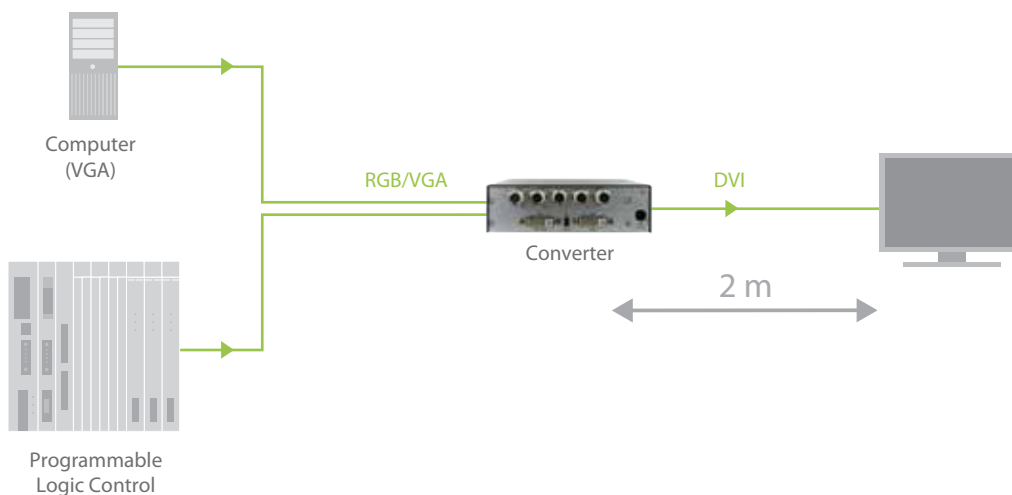 Computer
(VGA)
RGB/VGA
DVI
Converter
2 m
Programmable
Logic Control